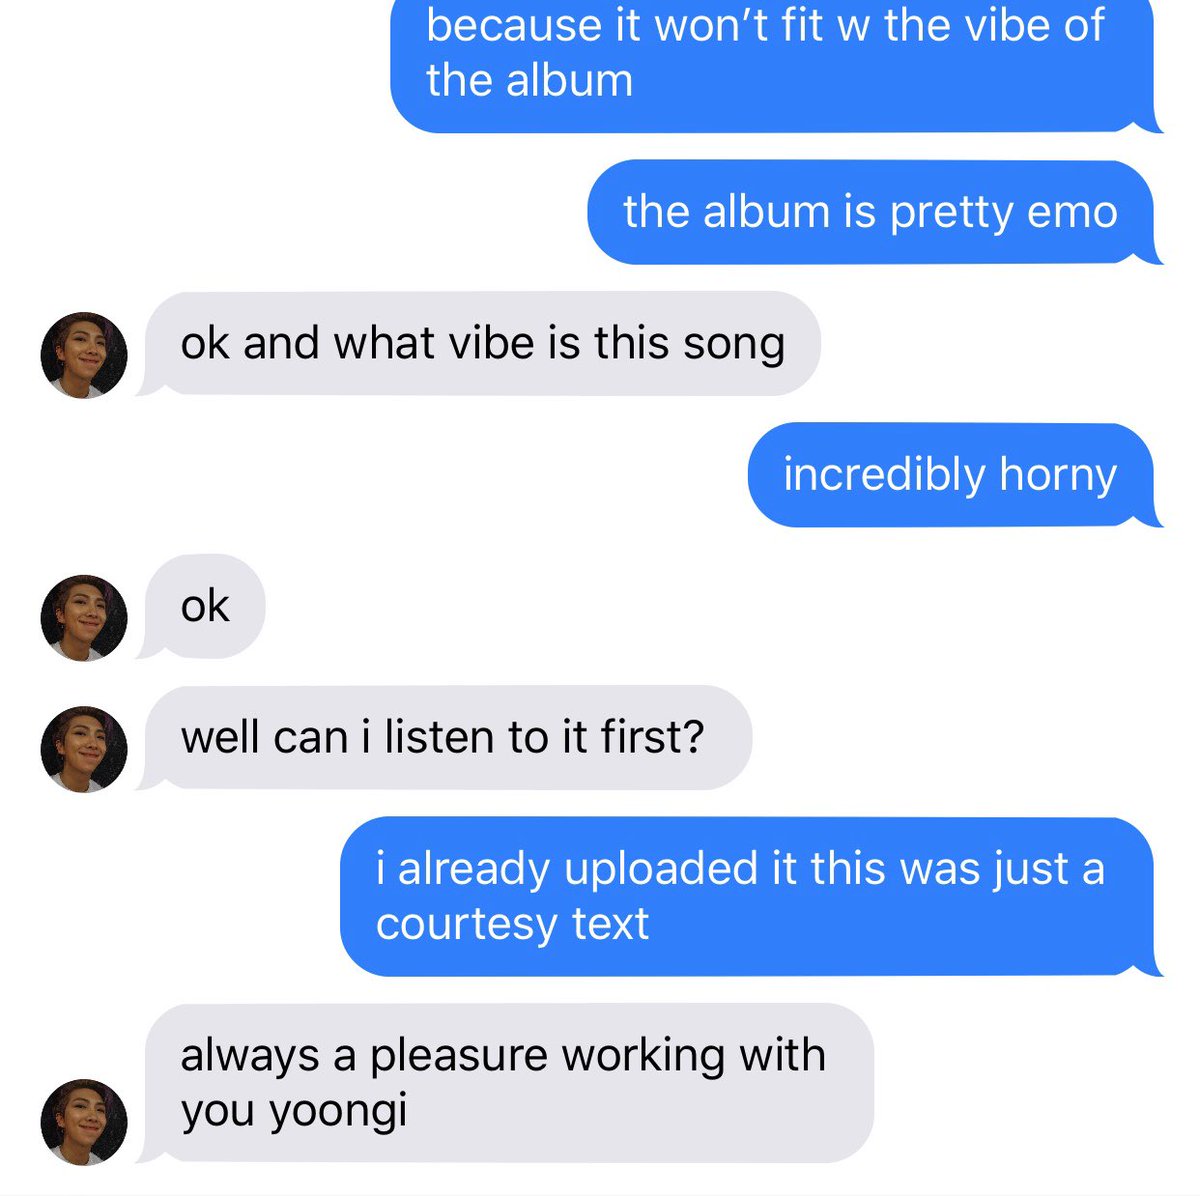 because it won’t fit w the vibe of
the album
the album is pretty emo
ok and what vibe is this song
incredibly horny
ok
well can i listen to it first?
i already uploaded it this was just a
courtesy text
always a pleasure working with
you yoongi